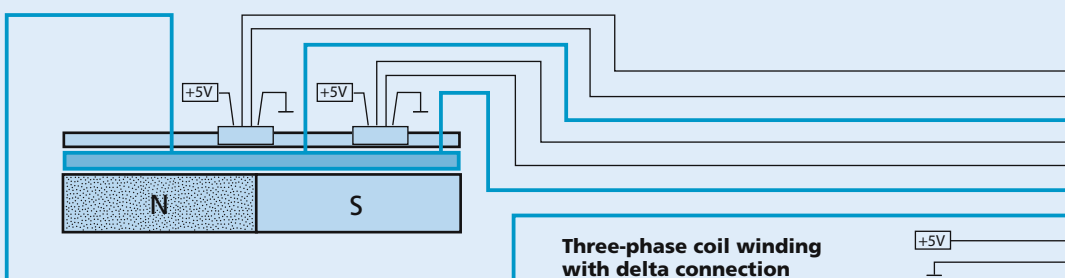 +5V
+5V
N
S
Three-phase coil winding
with delta connection
+5V